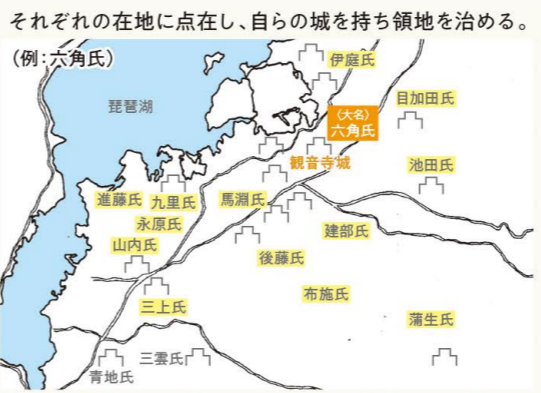 それぞれの在地に点在し、自らの城を持ち領地を治める。
(例：六角氏)
伊庭氏
琵琶湖
目加田氏
〈大名〉
六角氏
観音寺城
池田氏
進藤氏
九里氏
馬淵氏
永原氏
建部氏
山内氏
後藤氏
布施氏
三上氏
蒲生氏
三雲氏
青地氏